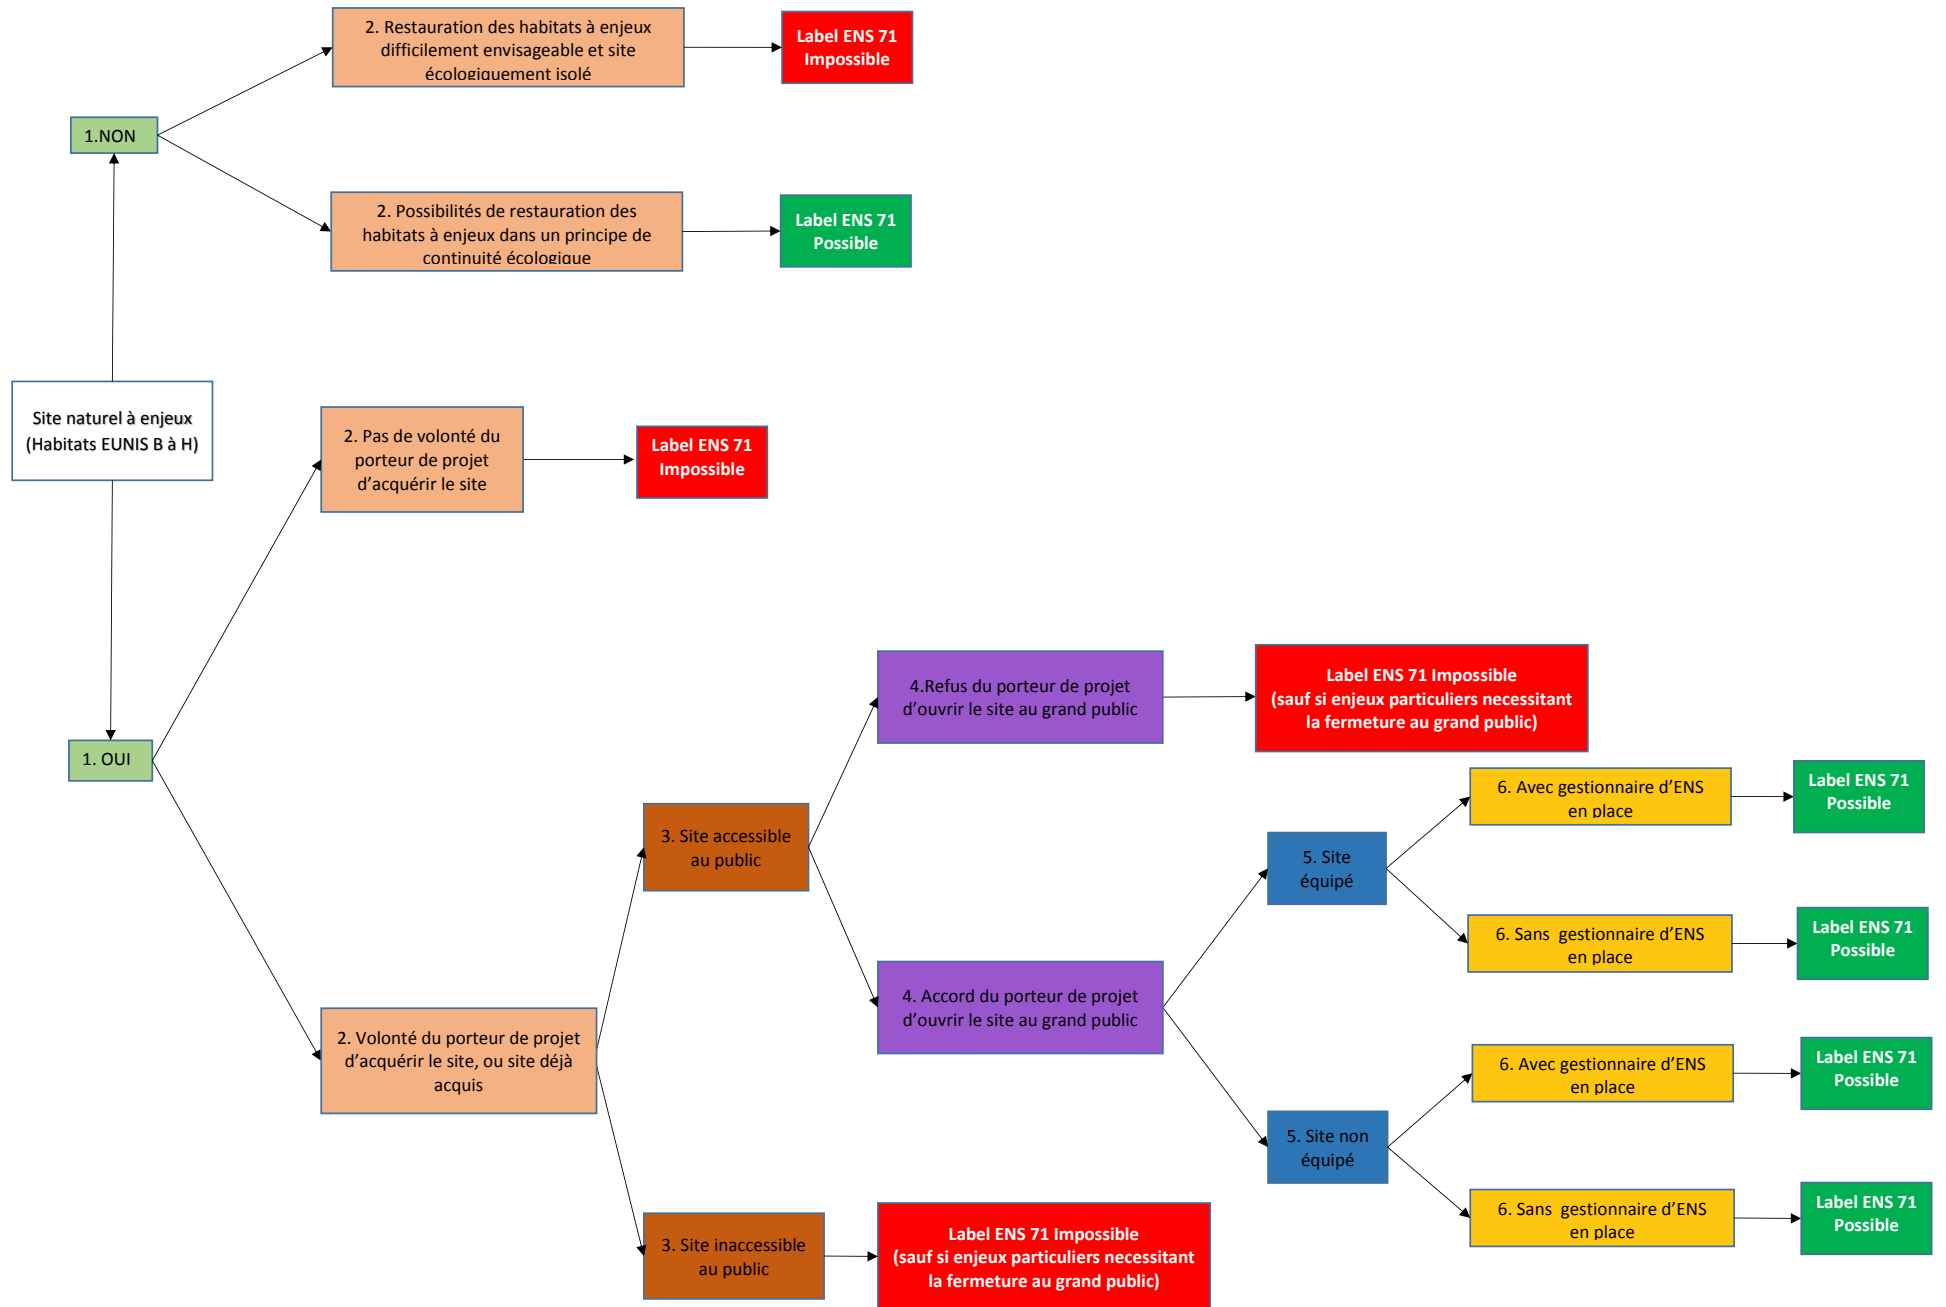 2. Restauration des habitats à enjeux
difficilement envisageable et site
écologiquement isolé
Label ENS 71
Impossible
1.NON
2. Possibilités de restauration des
habitats à enjeux dans un principe de
continuité écologique
Label ENS 71
Possible
Site naturel à enjeux
(Habitats EUNIS B à H)
2. Pas de volonté du
porteur de projet
d’acquérir le site
Label ENS 71
Impossible
1. OUI
2. Volonté du porteur de projet
d’acquérir le site, ou site déjà
acquis
3. Site accessible
au public
4.Refus du porteur de projet
d’ouvrir le site au grand public
Label ENS 71 Impossible
(sauf si enjeux particuliers necessitant
la fermeture au grand public)
4. Accord du porteur de projet
d’ouvrir le site au grand public
5. Site
équipé
6. Avec gestionnaire d’ENS
en place
Label ENS 71
Possible
6. Sans  gestionnaire d’ENS
en place
Label ENS 71
Possible
5. Site non
équipé
6. Avec gestionnaire d’ENS
en place
Label ENS 71
Possible
6. Sans  gestionnaire d’ENS
en place
Label ENS 71
Possible
3. Site inaccessible
au public
Label ENS 71 Impossible
(sauf si enjeux particuliers necessitant
la fermeture au grand public)